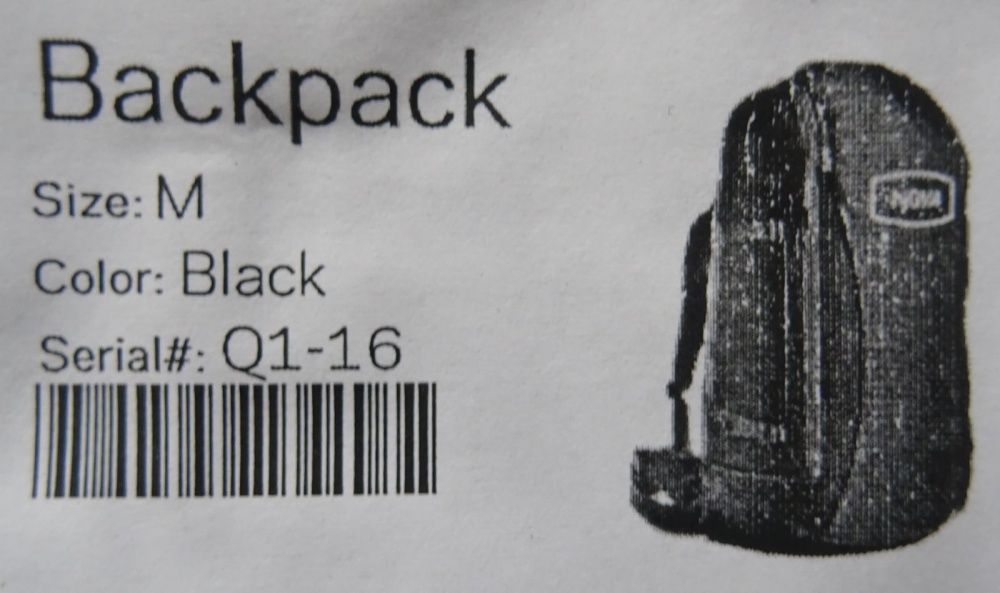 Backpack
Size: M
Color: Black
Serial#: Q1-16